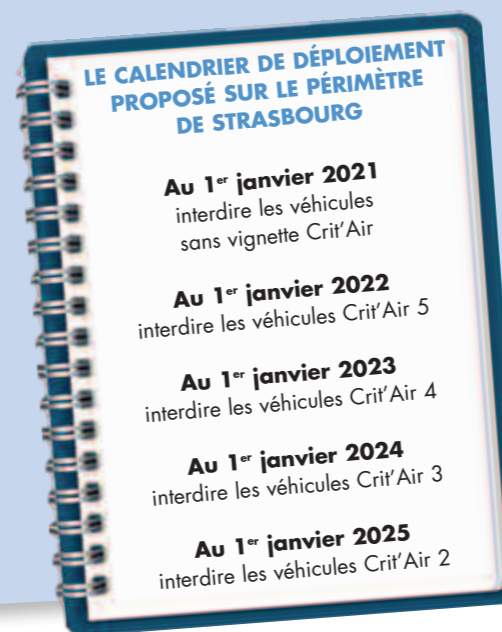 LE CALENDRIER DE DÉPLOIEMENT
PROPOSÉ SUR LE PÉRIMÈTRE
DE STRASBOURG
Au 1er janvier 2021
interdire les véhicules
sans vignette Crit'Air
Au 1er janvier 2022
interdire les véhicules Crit'Air 5
Au 1er janvier 2023
interdire les véhicules Crit'Air 4
Au 1er janvier 2024
interdire les véhicules Crit'Air 3
Au 1er janvier 2025
interdire les véhicules Crit'Air 2